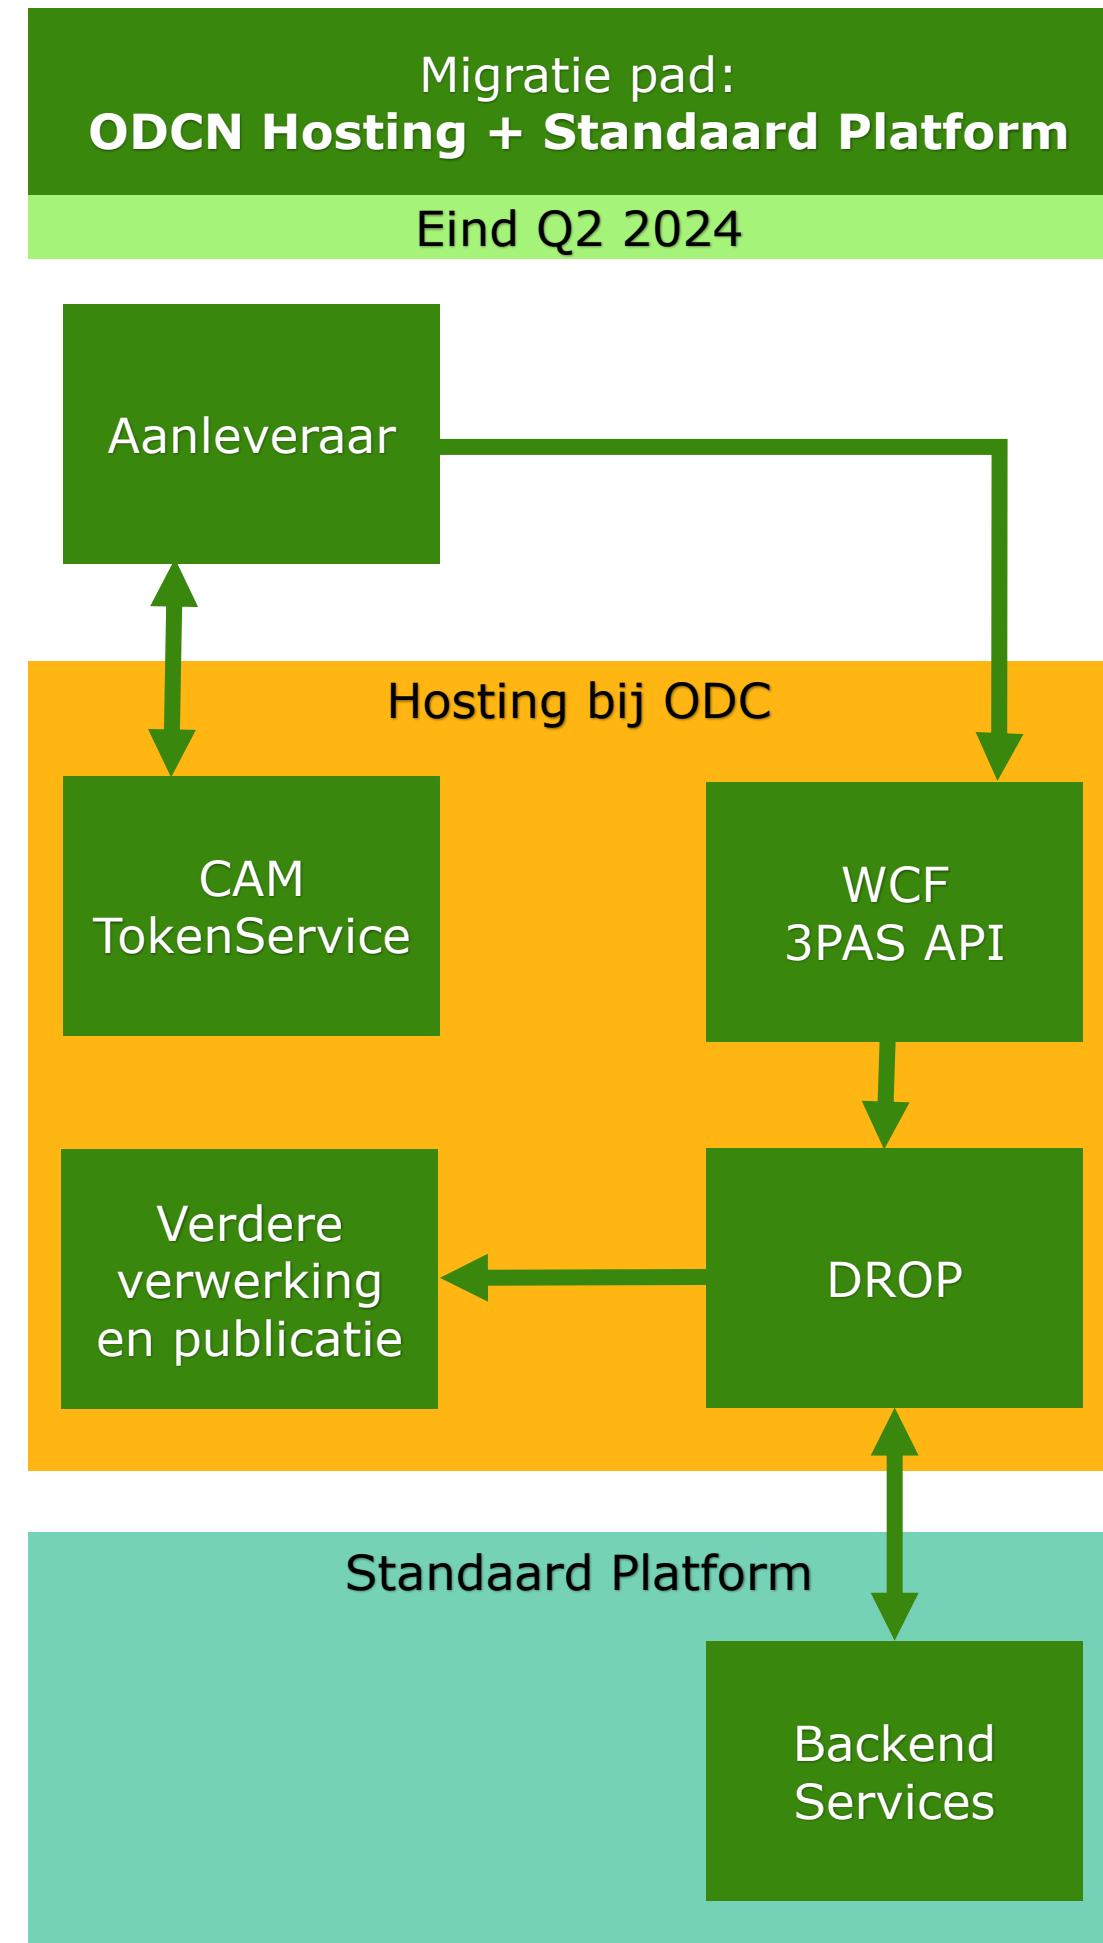 Migratie pad:
ODCN Hosting + Standaard Platform
Eind Q2 2024
Aanleveraar
Hosting bij ODC
CAM
TokenService
WCF
3PAS API
Verdere
verwerking
en publicatie
DROP
Standaard Platform
Backend
Services